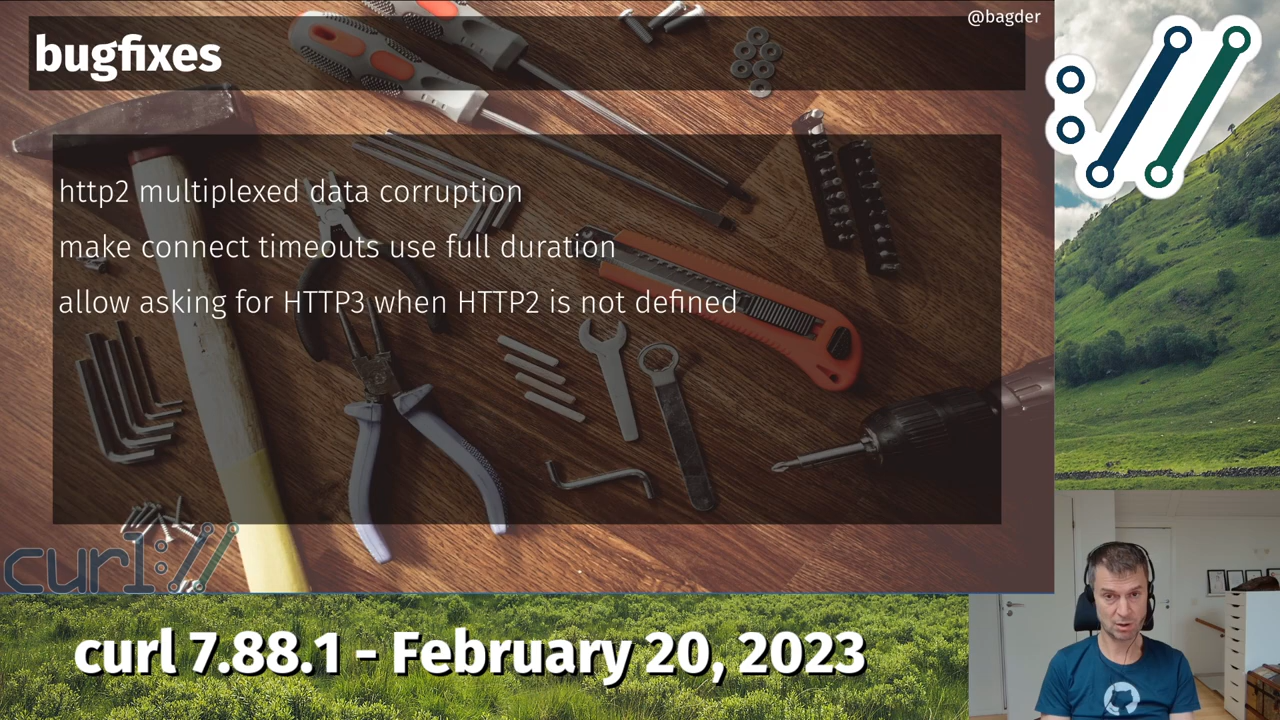 @bagder
bugfixes
http2 multiplexed data corruption
make connect timeouts use full duration
allow asking for HTTP3 when HTTP2 is not defined
curl://
curl 7.88.1 - February 20, 2023